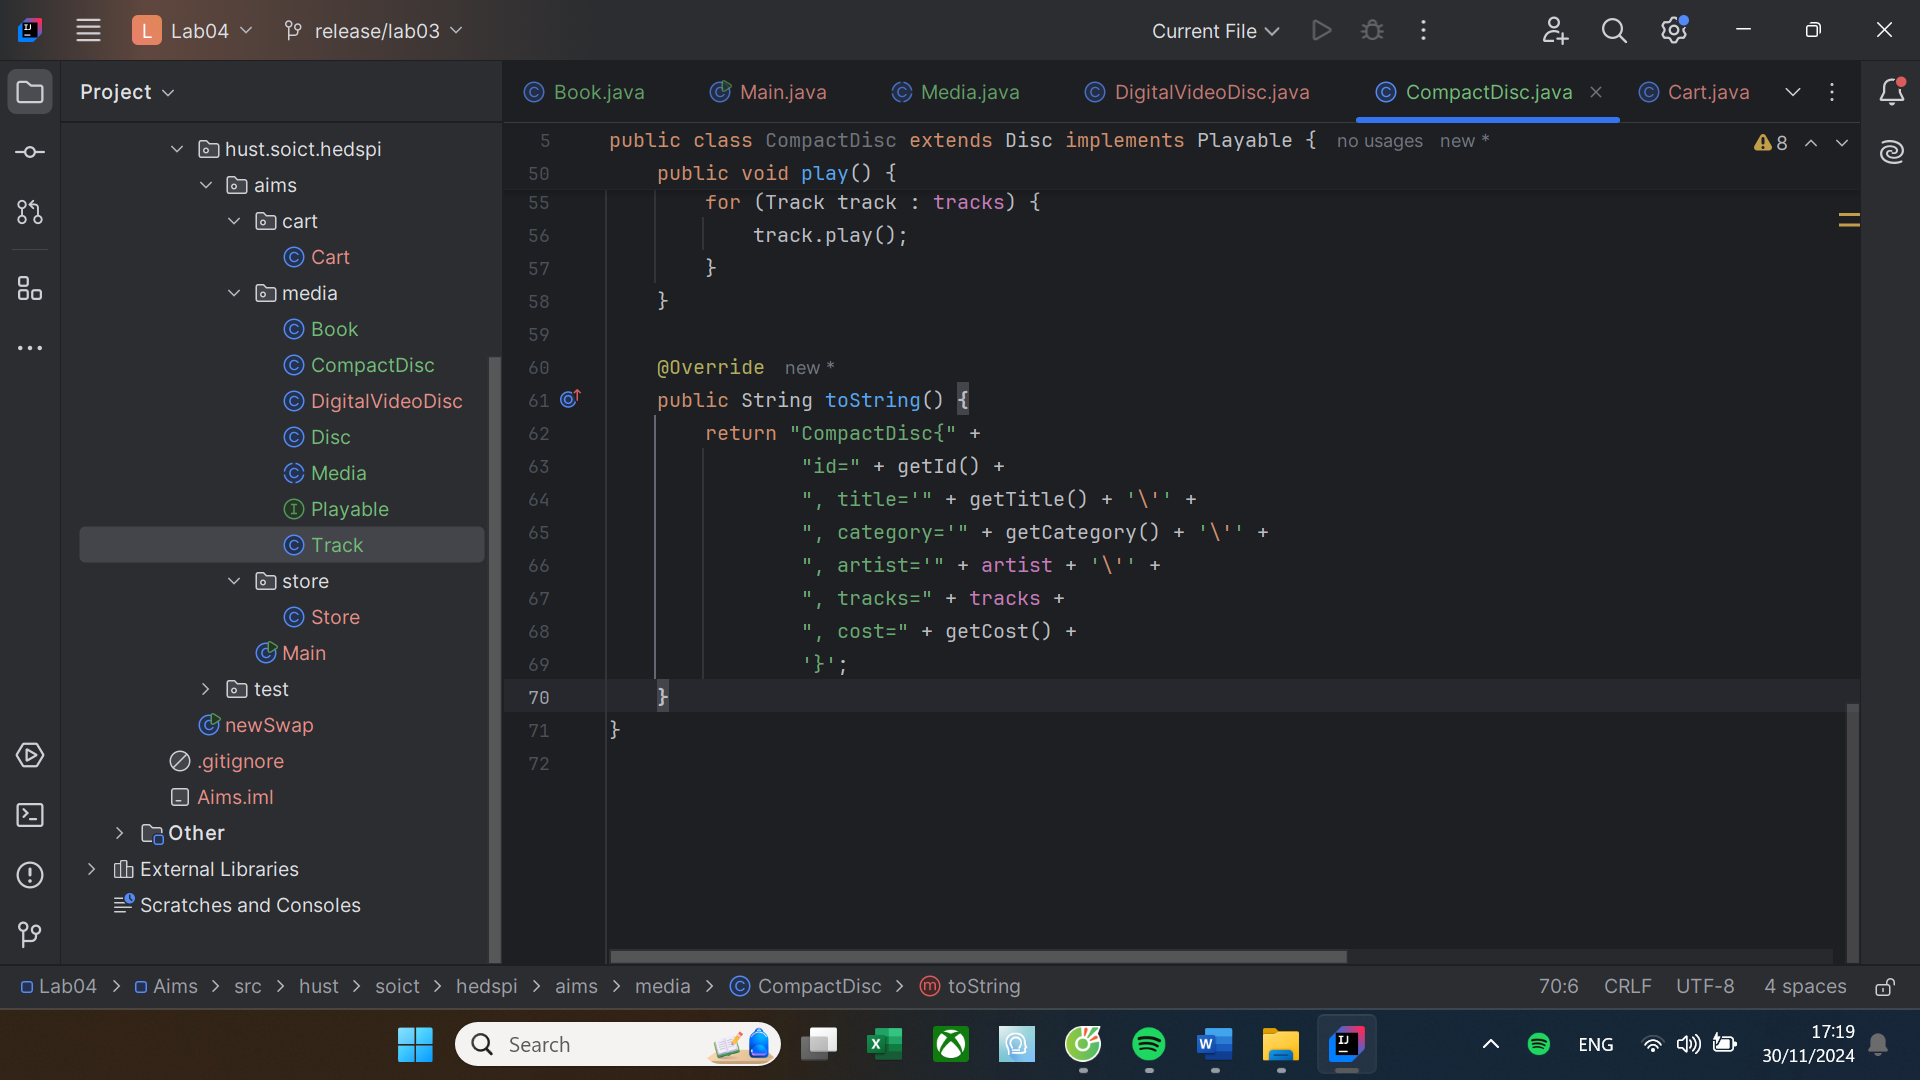 L Lab04 release/lab03 Current File
Project
Book.java Main.java Media.java DigitalVideoDisc.java CompactDisc.java Cart.java
hust.soict.hedspi
aims
cart
Cart
media
Book
CompactDisc
DigitalVideoDisc
Disc
Media
Playable
Track
store
Store
Main
test
newSwap
.gitignore
Aims.iml
Other
External Libraries
Scratches and Consoles
5 public class CompactDisc extends Disc implements Playable { no usages new *
8
50 public void play() {
55 for (Track track : tracks) {
56 track.play();
57 }
58 }
59
60 @Override new *
61 public String toString() {
62 return "CompactDisc{" +
63 "id=" + getId() +
64 ", title='" + getTitle() + '\'' +
65 ", category='" + getCategory() + '\'' +
66 ", artist='" + artist + '\'' +
67 ", tracks=" + tracks +
68 ", cost=" + getCost() +
69 '}';
70 }
71 }
72
Lab04 > Aims > src > hust > soict > hedspi > aims > media > CompactDisc > toString
70:6 CRLF UTF-8 4 spaces
Search
ENG
17:19
30/11/2024